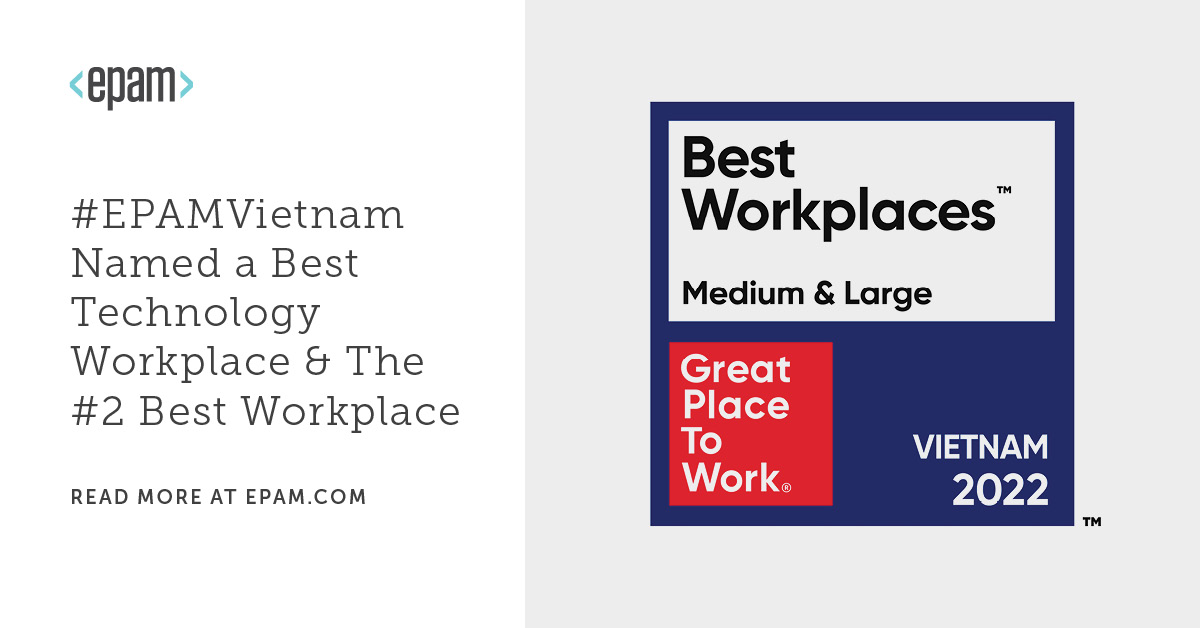 <epam>
#EPAMVietnam
Named a Best
Technology
Workplace & The
#2 Best Workplace
READ MORE AT EPAM.COM
Best
Workplaces™
Medium & Large
Great
Place
To
Work®
VIETNAM
2022
™